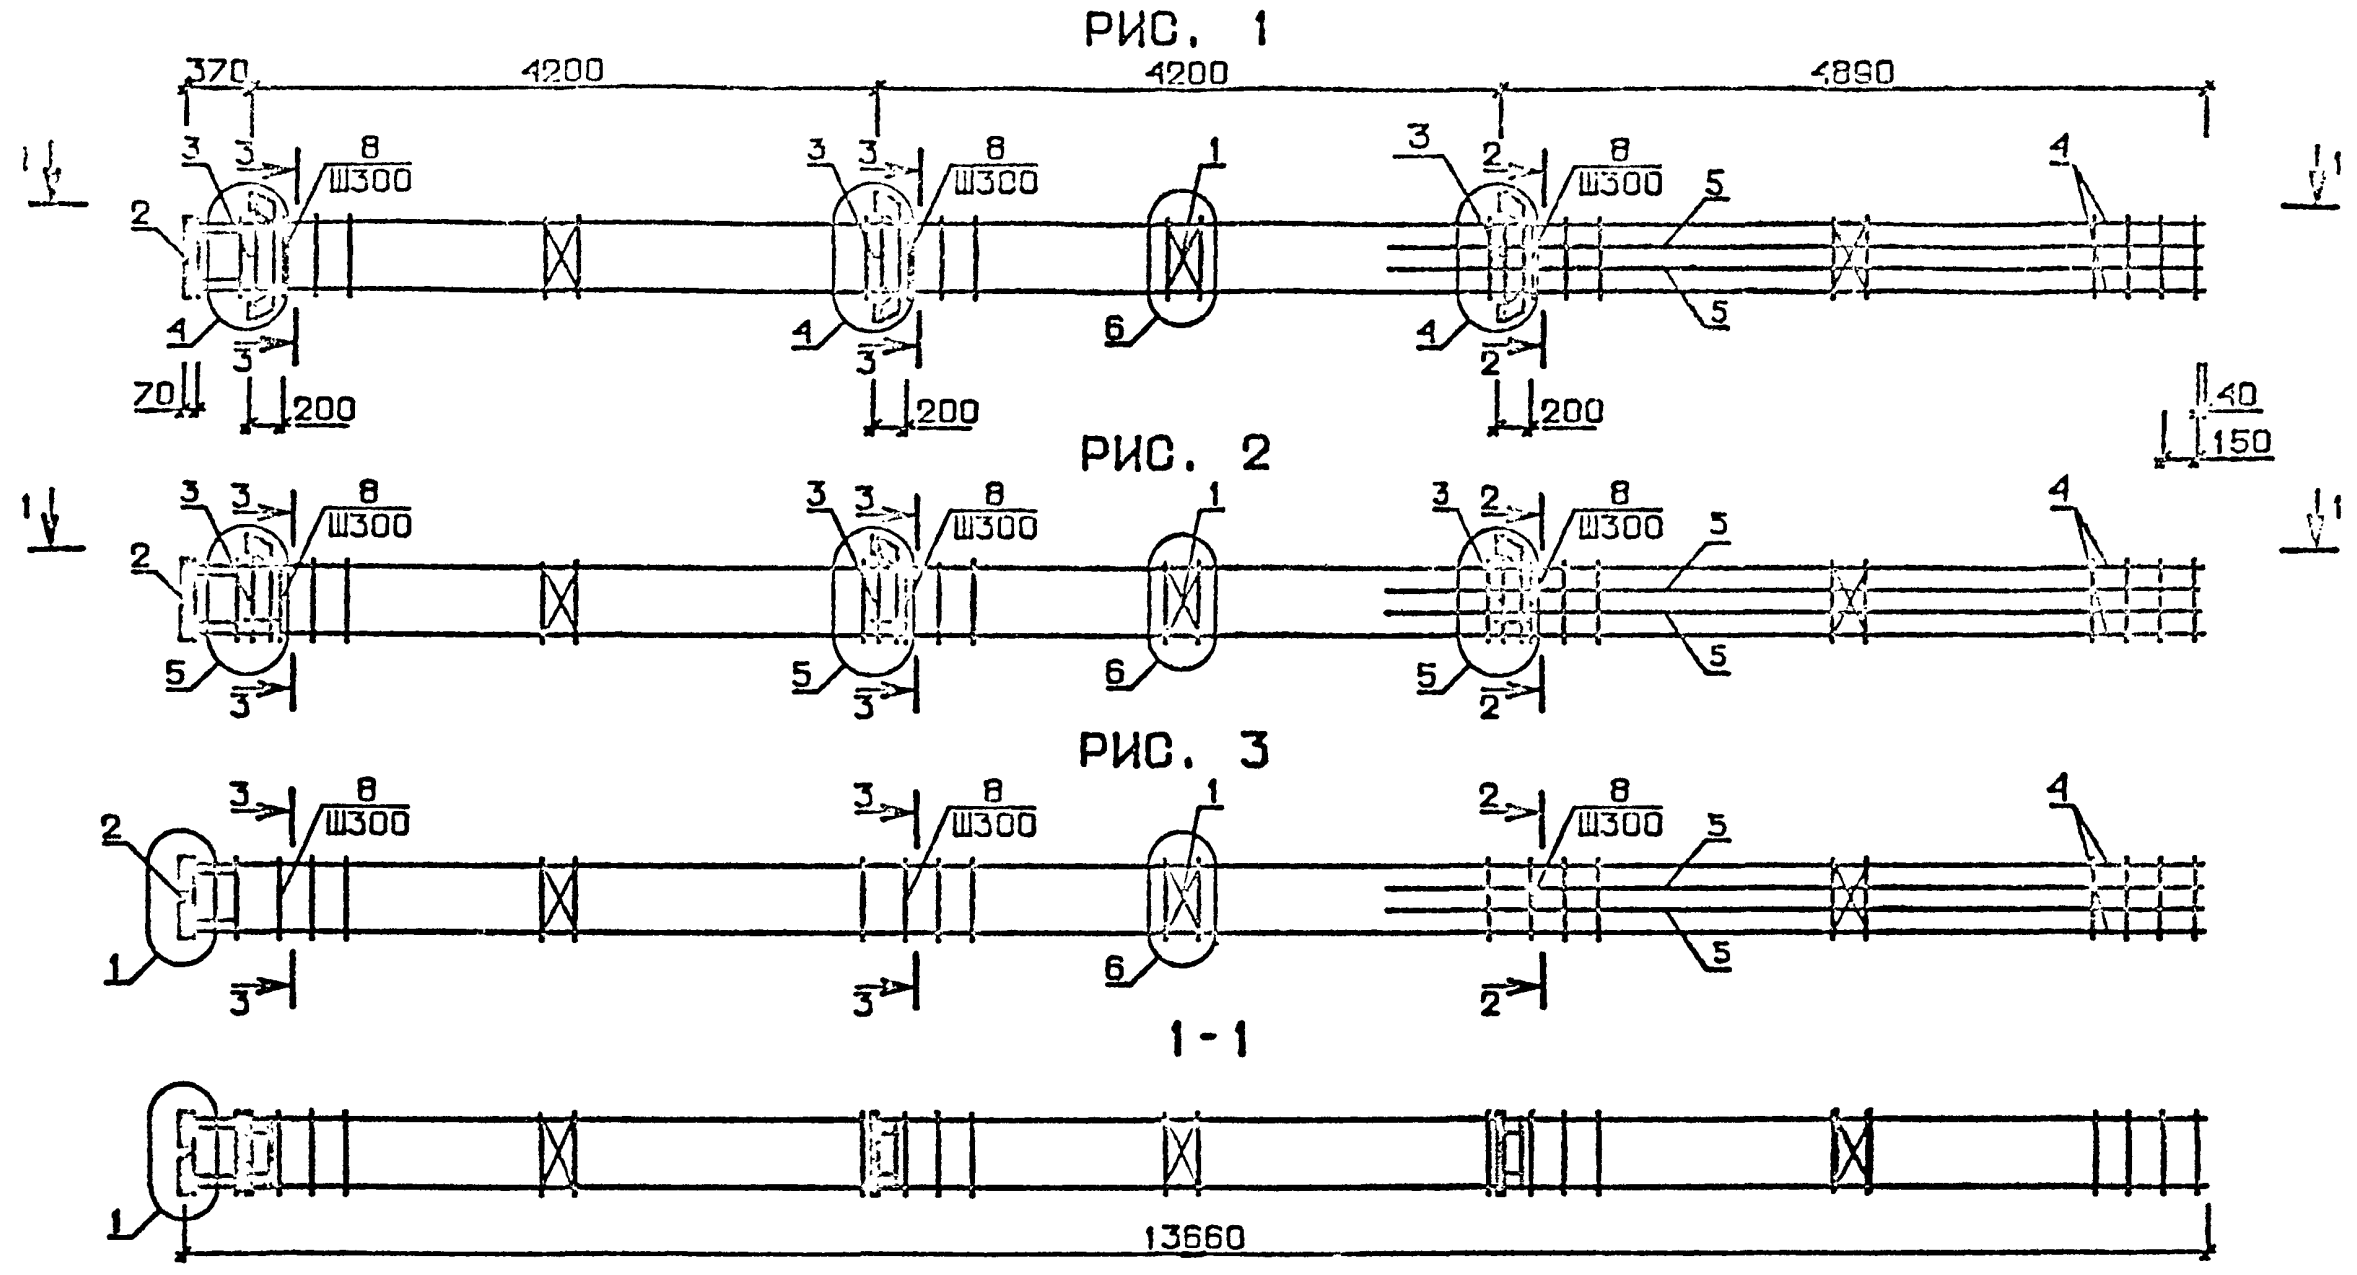 РИС. 1
370 4200 4200 4890
3 3 8 3 3 8 1 3 2 8 5 4
Ш300 Ш300 Ш300
1 1
2
4 3 4 3 6 4 2 5
70 200 200 200 40
150
РИС. 2
3 3 8 3 3 8 1 3 2 8 5 4
Ш300 Ш300 Ш300
1 1
2
5 3 5 3 6 5 2 5
РИС. 3
3 8 3 8 1 2 8 5 4
Ш300 Ш300 Ш300
2
1 3 3 6 2 5
1-1
1
13660